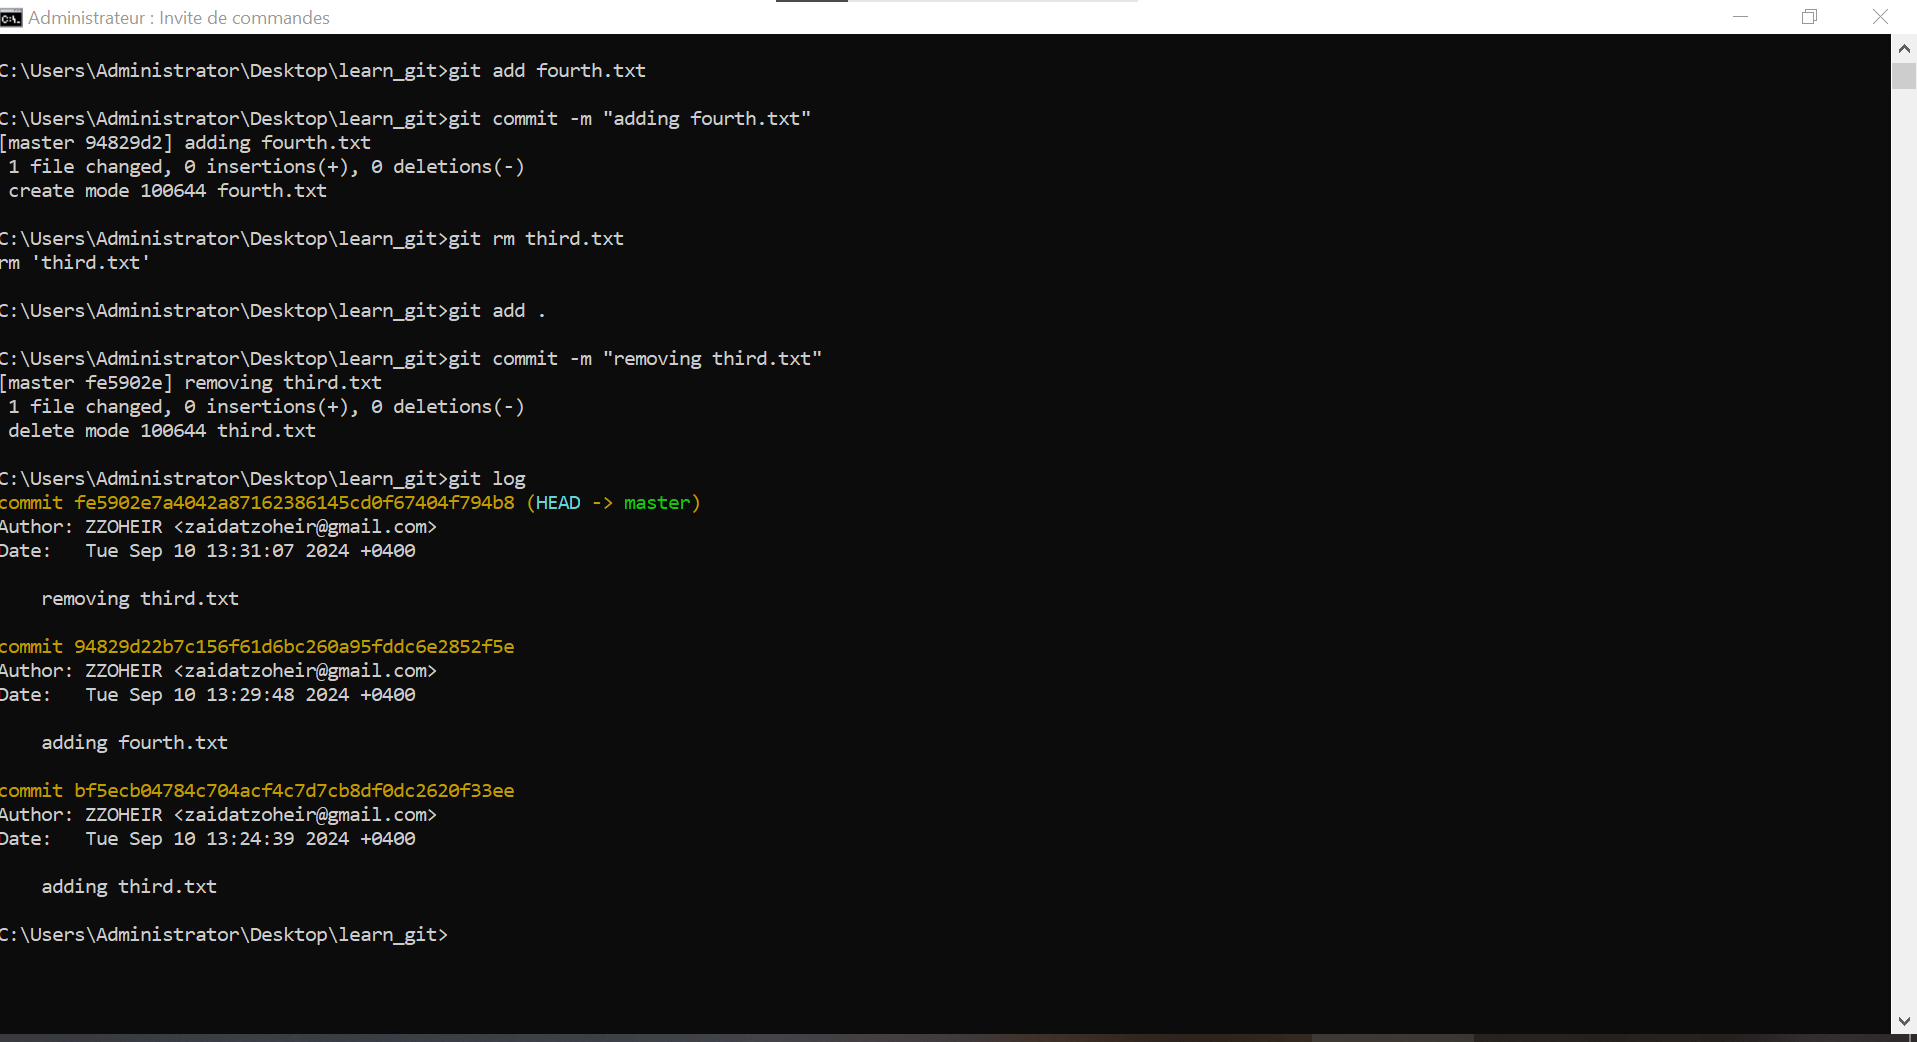 Administrateur : Invite de commandes
C:\Users\Administrator\Desktop\learn_git>git add fourth.txt
C:\Users\Administrator\Desktop\learn_git>git commit -m "adding fourth.txt"
[master 94829d2] adding fourth.txt
 1 file changed, 0 insertions(+), 0 deletions(-)
 create mode 100644 fourth.txt
C:\Users\Administrator\Desktop\learn_git>git rm third.txt
rm 'third.txt'
C:\Users\Administrator\Desktop\learn_git>git add .
C:\Users\Administrator\Desktop\learn_git>git commit -m "removing third.txt"
[master fe5902e] removing third.txt
 1 file changed, 0 insertions(+), 0 deletions(-)
 delete mode 100644 third.txt
C:\Users\Administrator\Desktop\learn_git>git log
commit fe5902e7a4042a87162386145cd0f67404f794b8 (HEAD -> master)
Author: ZZOHEIR <zaidatzoheir@gmail.com>
Date:   Tue Sep 10 13:31:07 2024 +0400
    removing third.txt
commit 94829d22b7c156f61d6bc260a95fddc6e2852f5e
Author: ZZOHEIR <zaidatzoheir@gmail.com>
Date:   Tue Sep 10 13:29:48 2024 +0400
    adding fourth.txt
commit bf5ecb04784c704acf4c7d7cb8df0dc2620f33ee
Author: ZZOHEIR <zaidatzoheir@gmail.com>
Date:   Tue Sep 10 13:24:39 2024 +0400
    adding third.txt
C:\Users\Administrator\Desktop\learn_git>